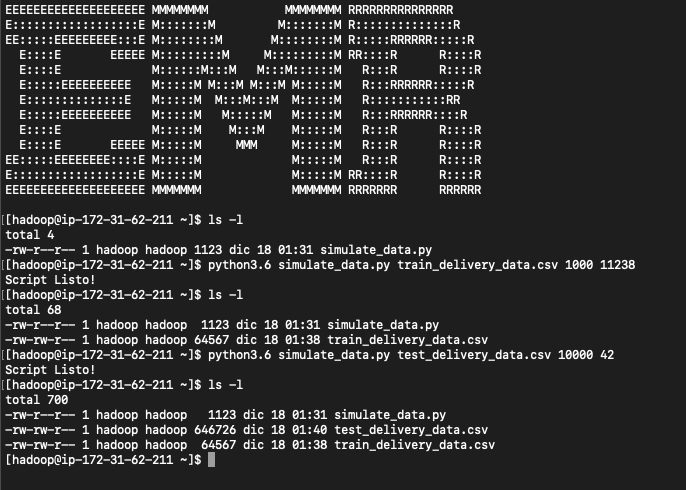 EEEEEEEEEEEEEEEEEEEE MMMMMMMM           MMMMMMMM RRRRRRRRRRRRRRR
E::::::::::::::::::E M:::::::M         M:::::::M R::::::::::::::R
EE:::::EEEEEEEEE:::E M::::::::M       M::::::::M R:::::RRRRRR:::::R
  E::::E       EEEEE M:::::::::M     M:::::::::M RR::::R      R::::R
  E::::E             M::::::M:::M   M:::M::::::M   R:::R      R::::R
  E:::::EEEEEEEEEE   M:::::M M:::M M:::M M:::::M   R:::RRRRRR:::::R
  E::::::::::::::E   M:::::M  M:::M:::M  M:::::M   R:::::::::::RR
  E:::::EEEEEEEEEE   M:::::M   M:::::M   M:::::M   R:::RRRRRR::::R
  E::::E             M:::::M    M:::M    M:::::M   R:::R      R::::R
  E::::E       EEEEE M:::::M     MMM     M:::::M   R:::R      R::::R
EE:::::EEEEEEEE::::E M:::::M             M:::::M   R:::R      R::::R
E::::::::::::::::::E M:::::M             M:::::M RR::::R      R::::R
EEEEEEEEEEEEEEEEEEEE MMMMMMM             MMMMMMM RRRRRRR      RRRRRR
[hadoop@ip-172-31-62-211 ~]$ ls -l
total 4
-rw-r--r-- 1 hadoop hadoop 1123 dic 18 01:31 simulate_data.py
[hadoop@ip-172-31-62-211 ~]$ python3.6 simulate_data.py train_delivery_data.csv 1000 11238
Script Listo!
[hadoop@ip-172-31-62-211 ~]$ ls -l
total 68
-rw-r--r-- 1 hadoop hadoop  1123 dic 18 01:31 simulate_data.py
-rw-rw-r-- 1 hadoop hadoop 64567 dic 18 01:38 train_delivery_data.csv
[hadoop@ip-172-31-62-211 ~]$ python3.6 simulate_data.py test_delivery_data.csv 10000 42
Script Listo!
[hadoop@ip-172-31-62-211 ~]$ ls -l
total 700
-rw-r--r-- 1 hadoop hadoop   1123 dic 18 01:31 simulate_data.py
-rw-rw-r-- 1 hadoop hadoop 646726 dic 18 01:40 test_delivery_data.csv
-rw-rw-r-- 1 hadoop hadoop  64567 dic 18 01:38 train_delivery_data.csv
[hadoop@ip-172-31-62-211 ~]$